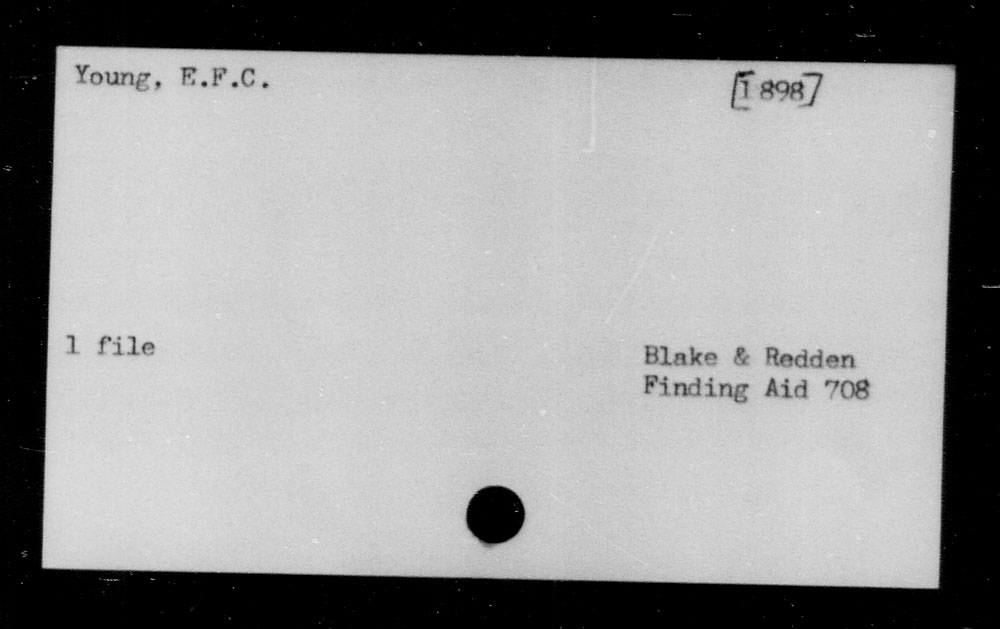 Young, E.F.C.
[1898]
1 file
Blake & Redden
Finding Aid 708